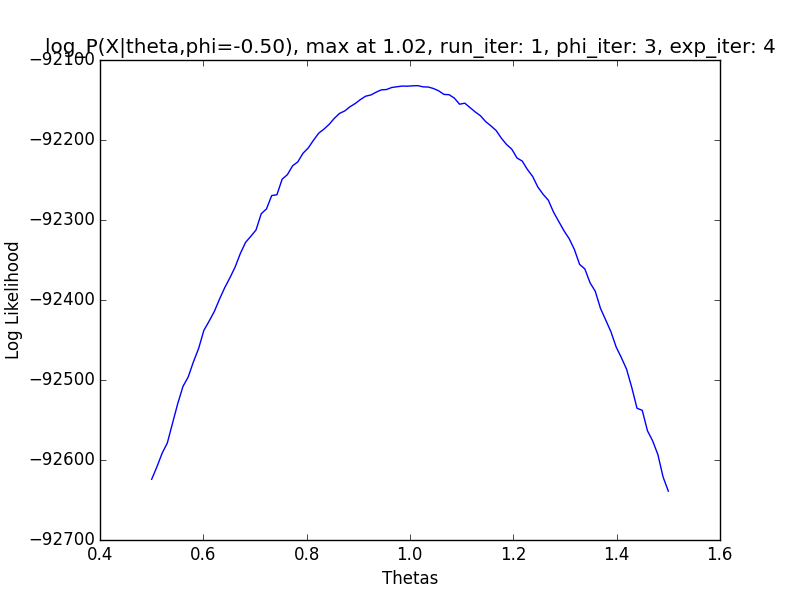 log_P(X|theta,phi=-0.50), max at 1.02, run_iter: 1, phi_iter: 3, exp_iter: 4
−92100
−92200
−92300
−92400
−92500
−92600
−92700
Log Likelihood
0.4 0.6 0.8 1.0 1.2 1.4 1.6
Thetas